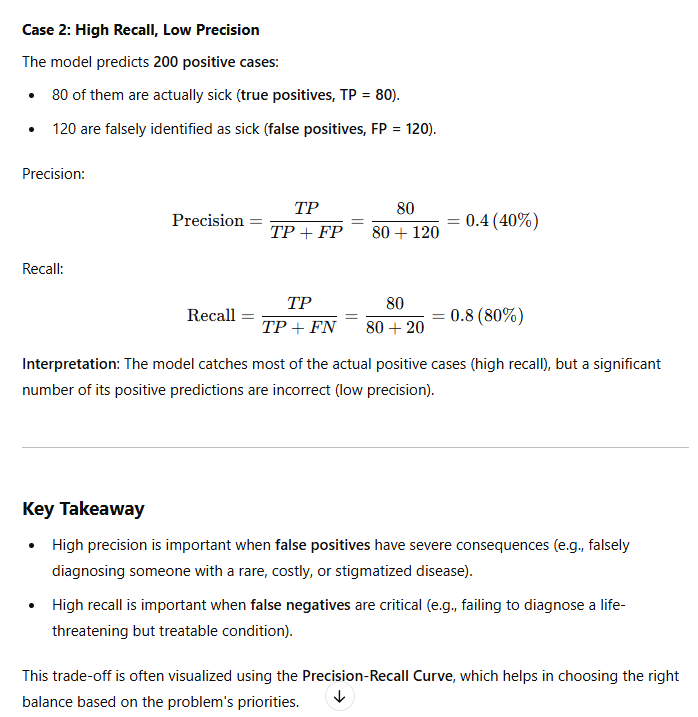 Case 2: High Recall, Low Precision
The model predicts 200 positive cases:
• 80 of them are actually sick (true positives, TP = 80).
• 120 are falsely identified as sick (false positives, FP = 120).
Precision:
Precision = TP / (TP + FP) = 80 / (80 + 120) = 0.4 (40%)
Recall:
Recall = TP / (TP + FN) = 80 / (80 + 20) = 0.8 (80%)
Interpretation: The model catches most of the actual positive cases (high recall), but a significant
number of its positive predictions are incorrect (low precision).
Key Takeaway
• High precision is important when false positives have severe consequences (e.g., falsely
diagnosing someone with a rare, costly, or stigmatized disease).
• High recall is important when false negatives are critical (e.g., failing to diagnose a life-
threatening but treatable condition).
This trade-off is often visualized using the Precision-Recall Curve, which helps in choosing the right
balance based on the problem's priorities.